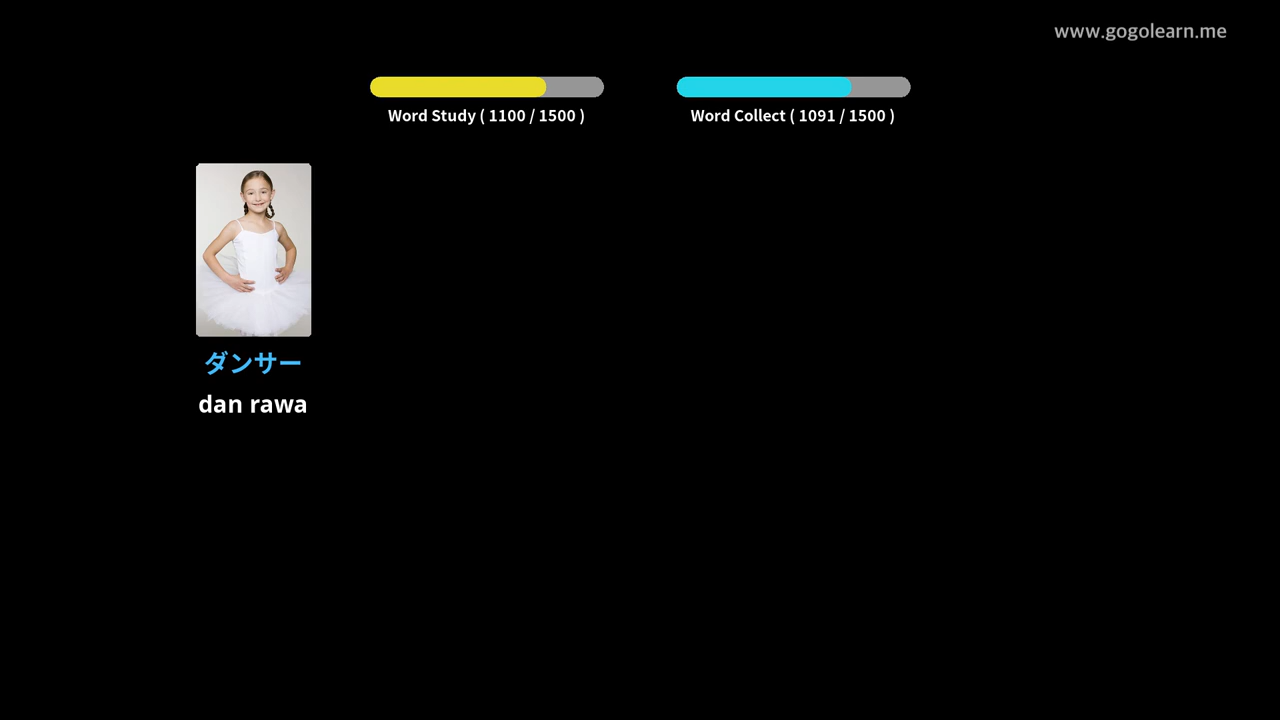 www.gogolearn.me
Word Study ( 1100 / 1500 )
Word Collect ( 1091 / 1500 )
ダンサー
dan rawa